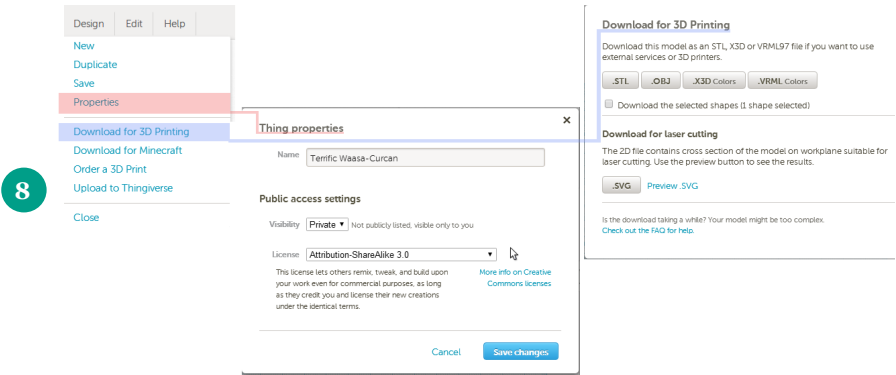 8
Design Edit Help
New
Duplicate
Save
Properties
Download for 3D Printing
Download for Minecraft
Order a 3D Print
Upload to Thingiverse
Close
Thing properties ×
Name Terrific Waasa-Curcan
Public access settings
Visibility Private Not publicly listed, visible only to you
License Attribution-ShareAlike 3.0
This license lets others remix, tweak, and build upon
your work even for commercial purposes, as long
as they credit you and license their new creations
under the identical terms.
More info on Creative
Commons licenses
Cancel Save changes
Download for 3D Printing
Download this model as an STL, X3D or VRML97 file if you want to use
external services or 3D printers.
.STL .OBJ .X3D Colors .VRML Colors
Download the selected shapes (1 shape selected)
Download for laser cutting
The 2D file contains cross section of the model on workplane suitable for
laser cutting. Use the preview button to see the results.
.SVG Preview .SVG
Is the download taking a while? Your model might be too complex.
Check out the FAQ for help.